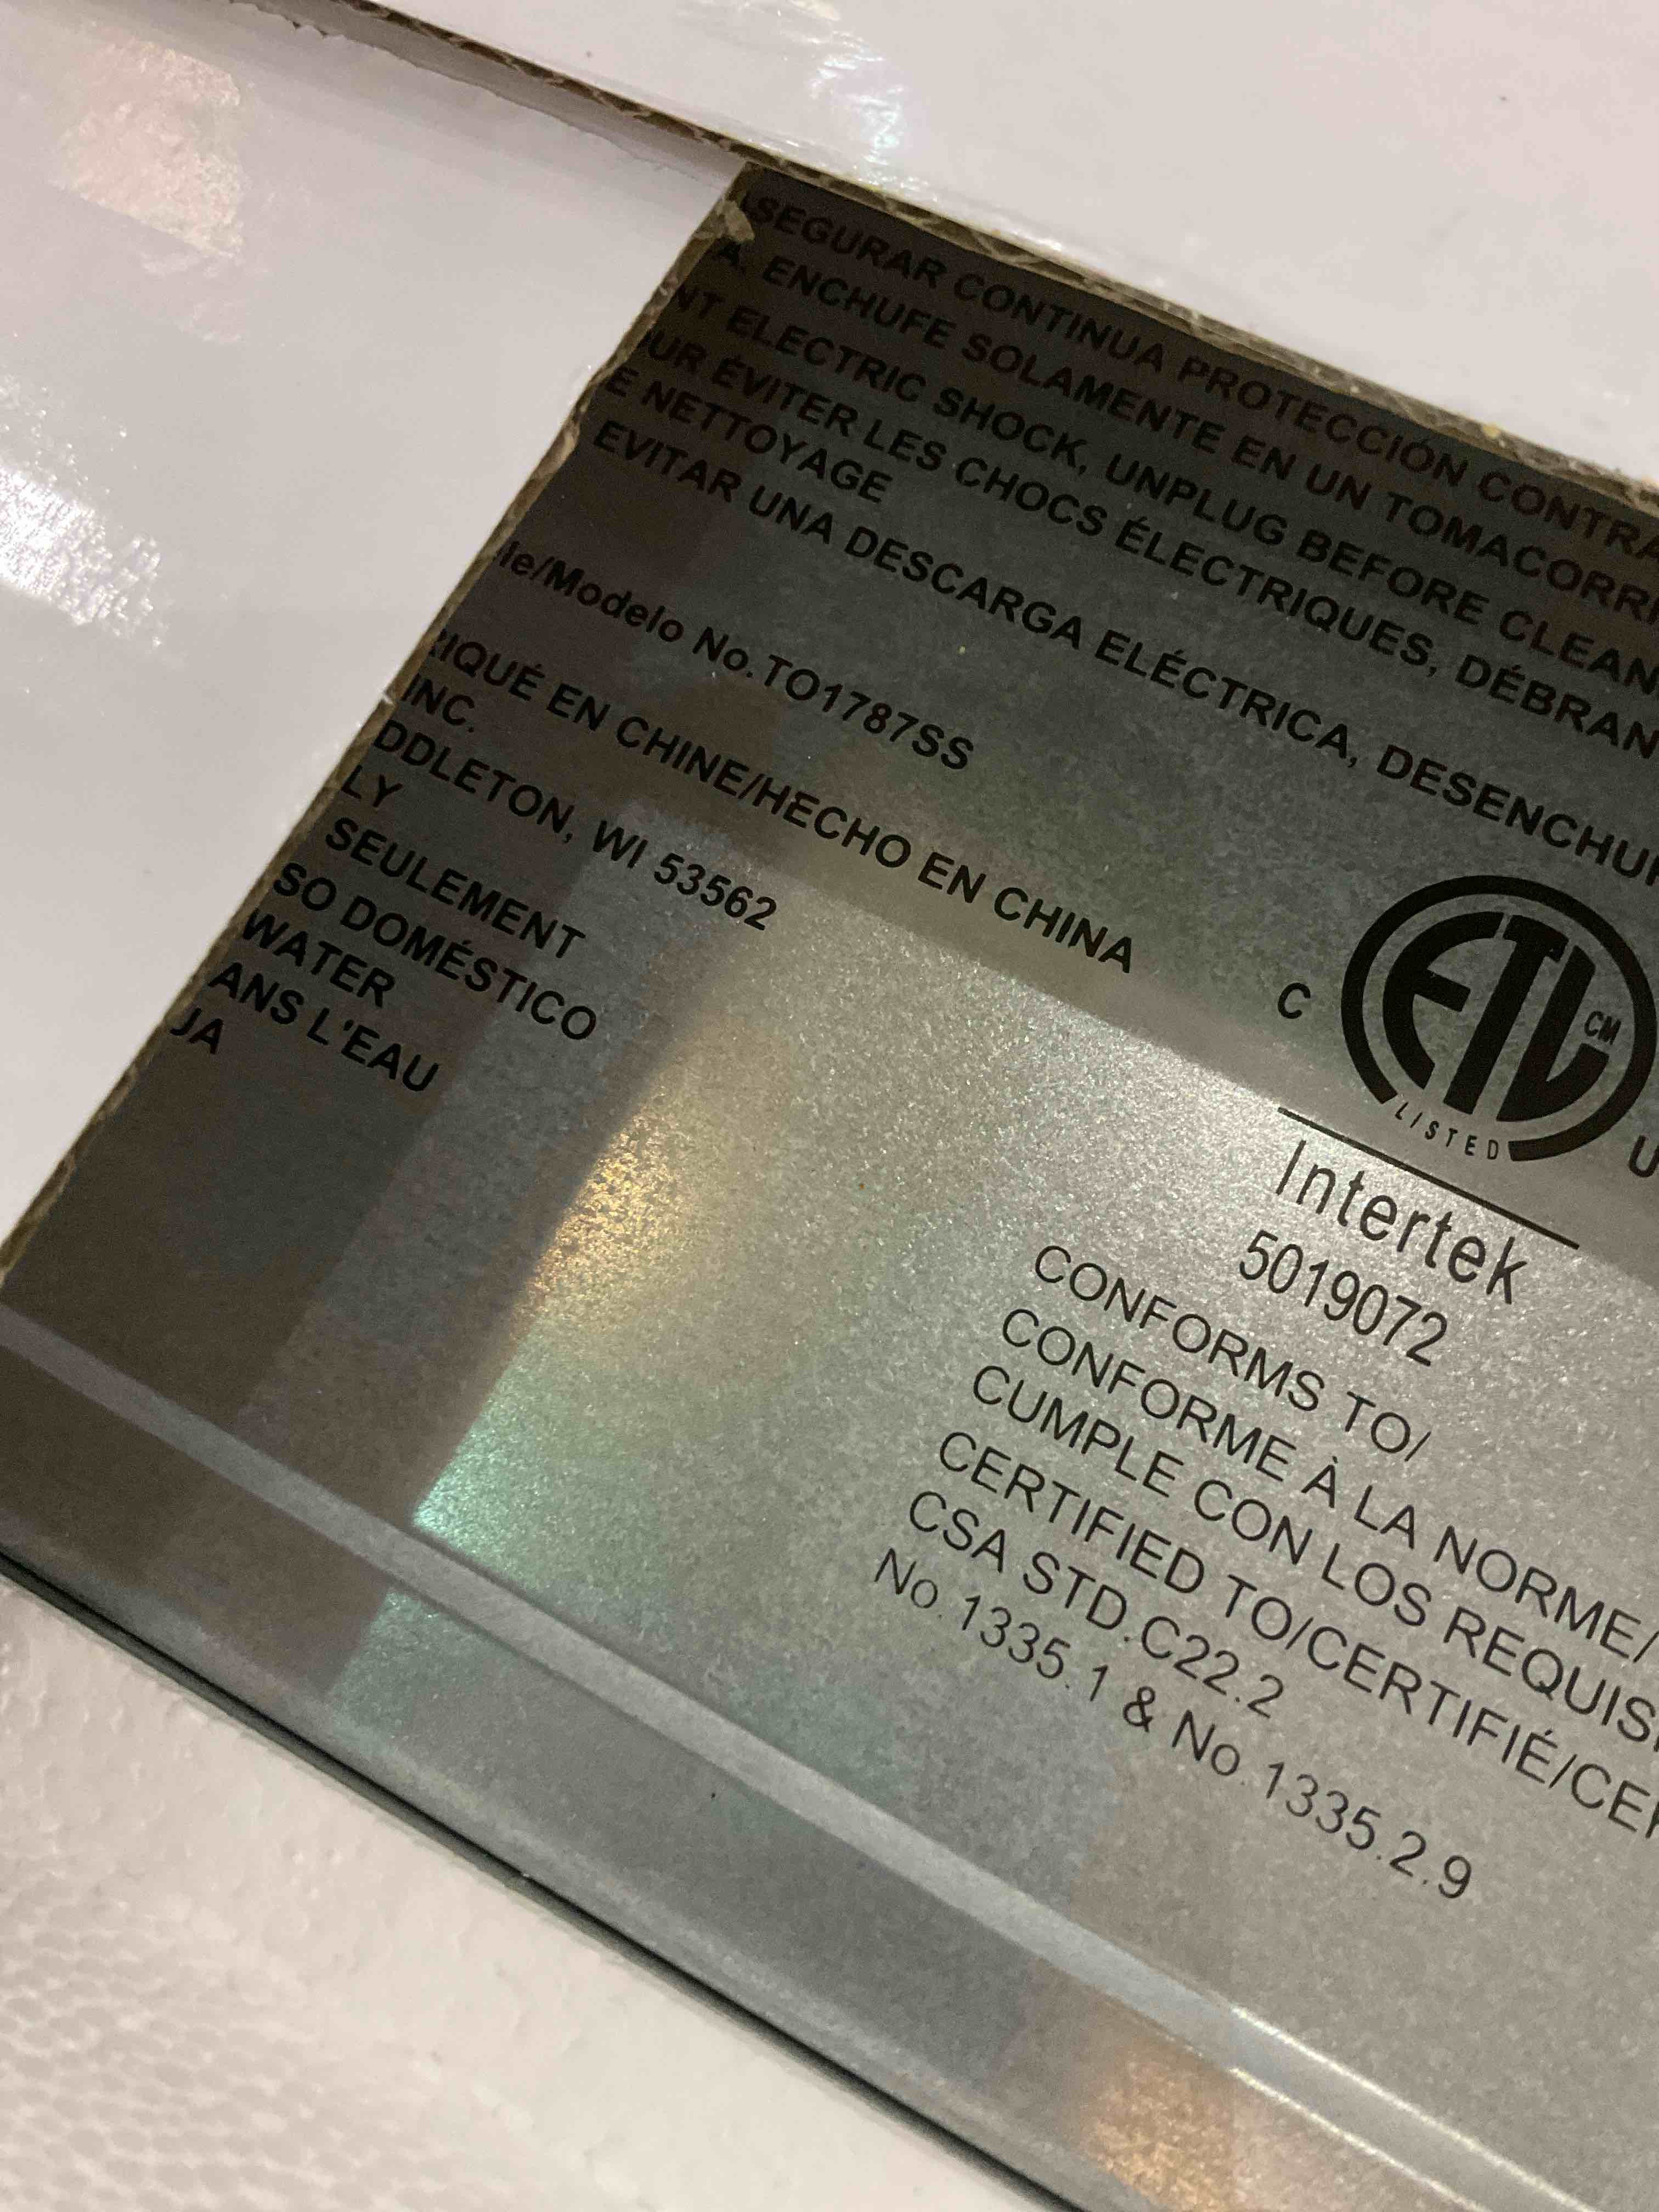 SEGURAR CONTINUA PROTECCIÓN CONTRA
A, ENCHUFE SOLAMENTE EN UN TOMACORRI
NT ELECTRIC SHOCK, UNPLUG BEFORE CLEAN
UR ÉVITER LES CHOCS ÉLECTRIQUES, DÉBRAN
E NETTOYAGE
EVITAR UNA DESCARGA ELÉCTRICA, DESENCHUF
le/Modelo No.TO1787SS
RIQUÉ EN CHINE/HECHO EN CHINA
INC.
DDLETON, WI 53562
LY
SEULEMENT
SO DOMÉSTICO
WATER
ANS L'EAU
JA
C ETL CM U
LISTED
Intertek
5019072
CONFORMS TO/
CONFORME À LA NORME/
CUMPLE CON LOS REQUIS
CERTIFIED TO/CERTIFIÉ/CER
CSA STD.C22.2
No.1335.1 & No.1335.2.9